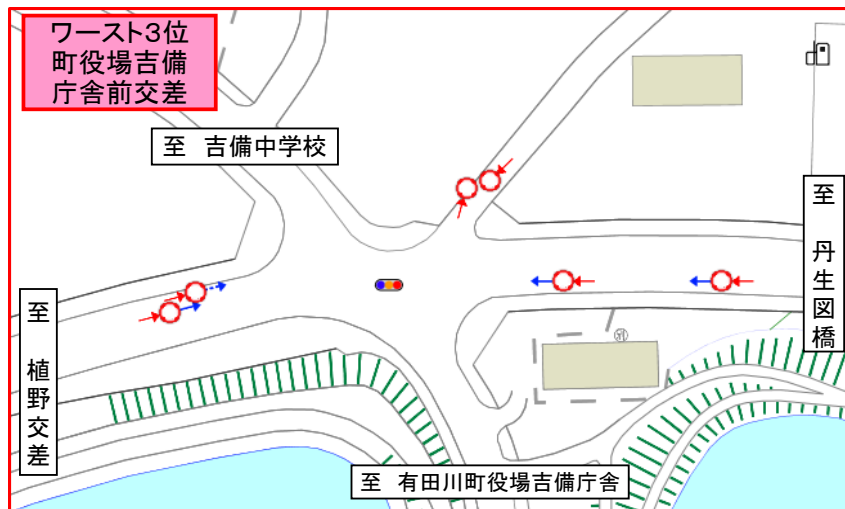 ワースト3位
町役場吉備
庁舎前交差
至 吉備中学校
至 丹生図橋
至 植野交差
至 有田川町役場吉備庁舎